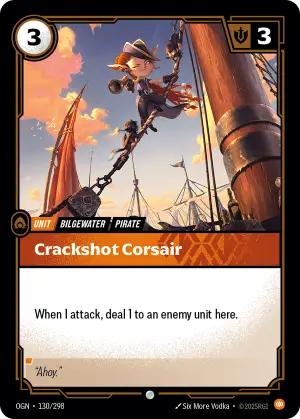 3
3
UNIT BILGEWATER PIRATE
Crackshot Corsair
When I attack, deal 1 to an enemy unit here.
"Ahoy."
OGN • 130/298
Six More Vodka • ©2025RGI